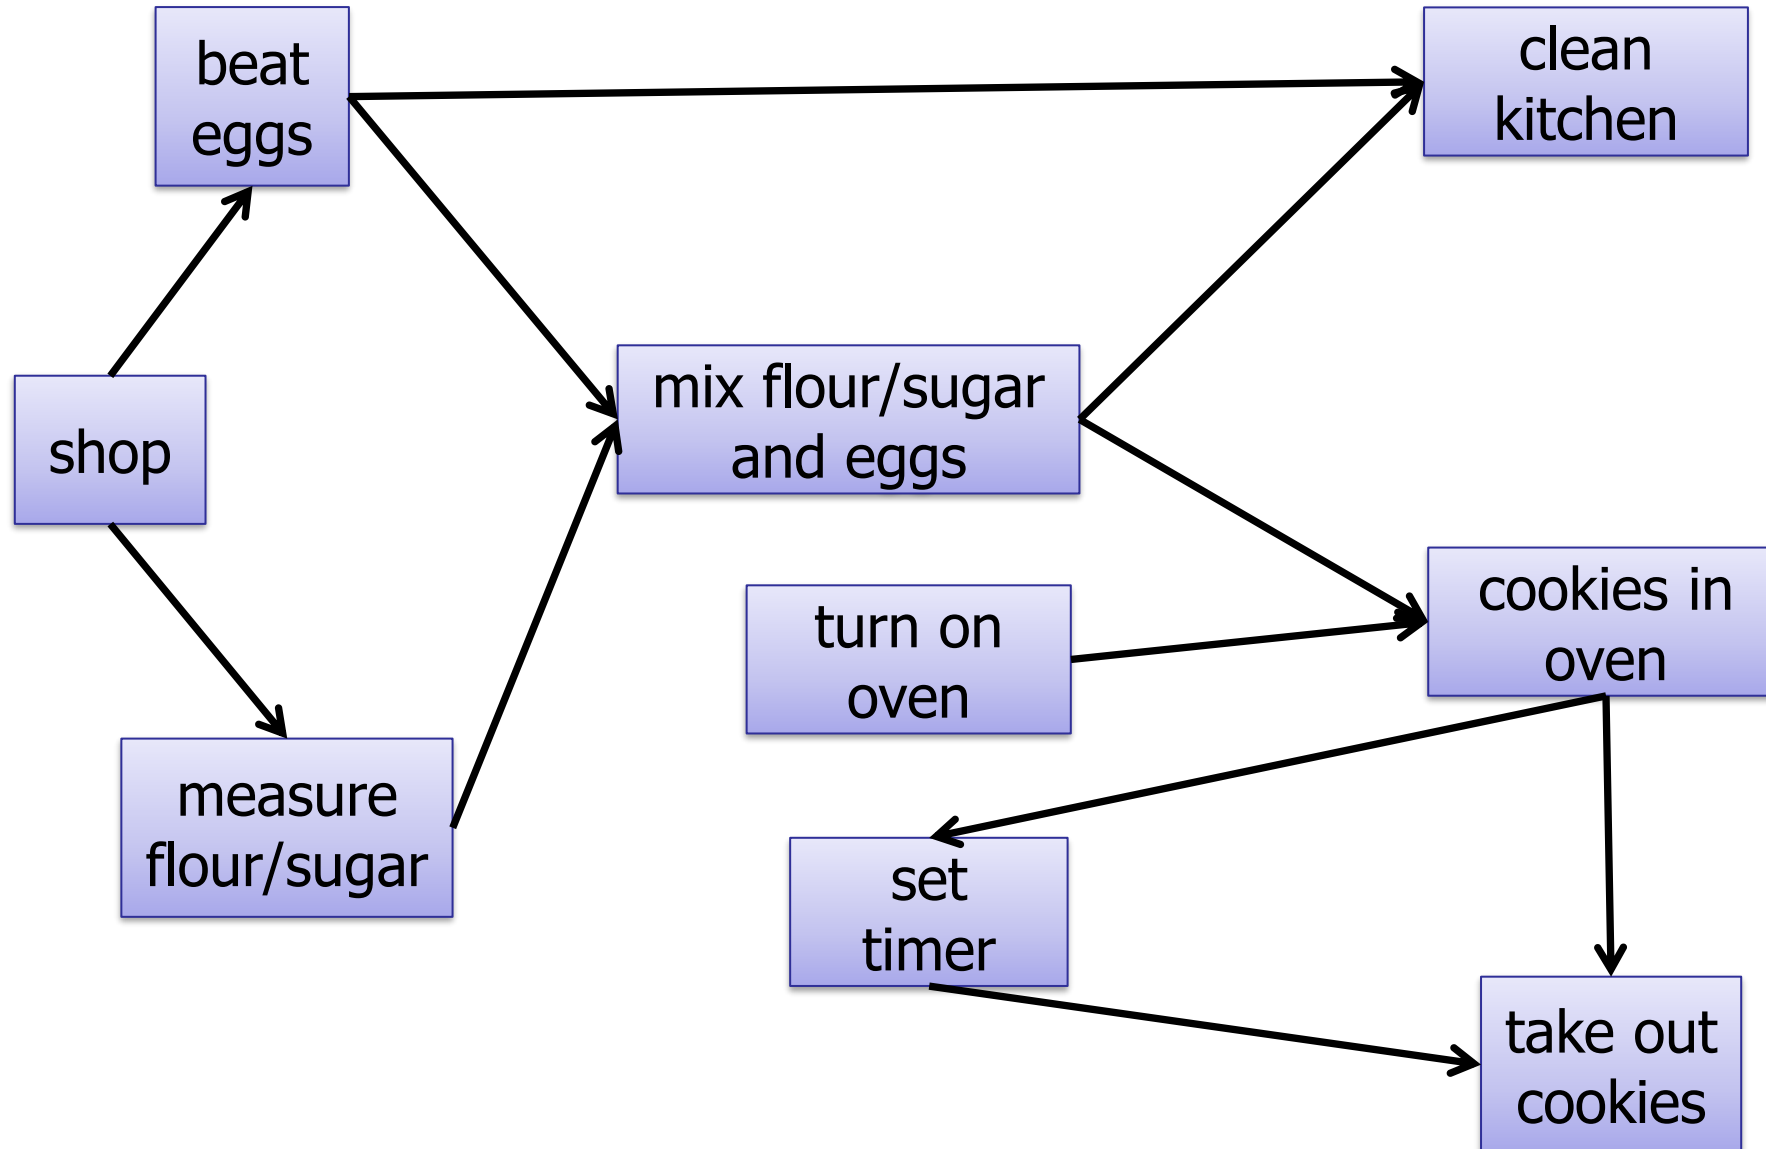 beat
eggs
clean
kitchen
shop
mix flour/sugar
and eggs
turn on
oven
cookies in
oven
measure
flour/sugar
set
timer
take out
cookies